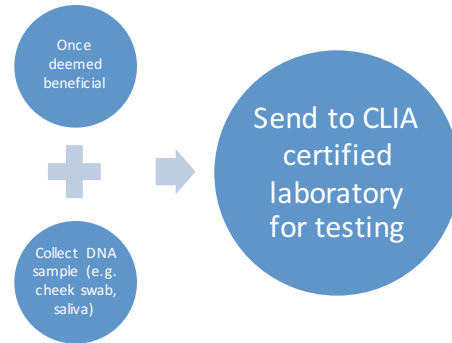 Once
deemed
beneficial
Collect DNA
sample (e.g.
cheek swab,
saliva)
Send to CLIA
certified
laboratory
for testing